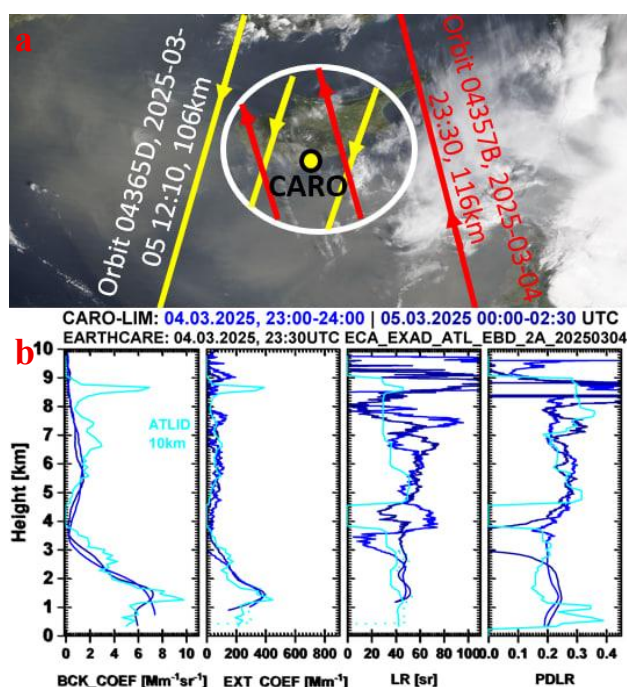 a
Orbit 04365D, 2025-03-
05 12:10, 106km
CARO
Orbit 04357B, 2025-03-04
23:30, 116km
CARO-LIM: 04.03.2025, 23:00-24:00 | 05.03.2025 00:00-02:30 UTC
b
EARTHCARE: 04.03.2025, 23:30UTC ECA_EXAD_ATL_EBD_2A_20250304
10
9
8
7
6
5
4
3
2
1
0
Height [km]
ATLID
10km
0 2 4 6 8 10
0 200 400 600 800
0 20 40 60 80 100
0.0 0.1 0.2 0.3 0.4
BCK_COEF [Mm⁻¹sr⁻¹]
EXT_COEF [Mm⁻¹]
LR [sr]
PDLR